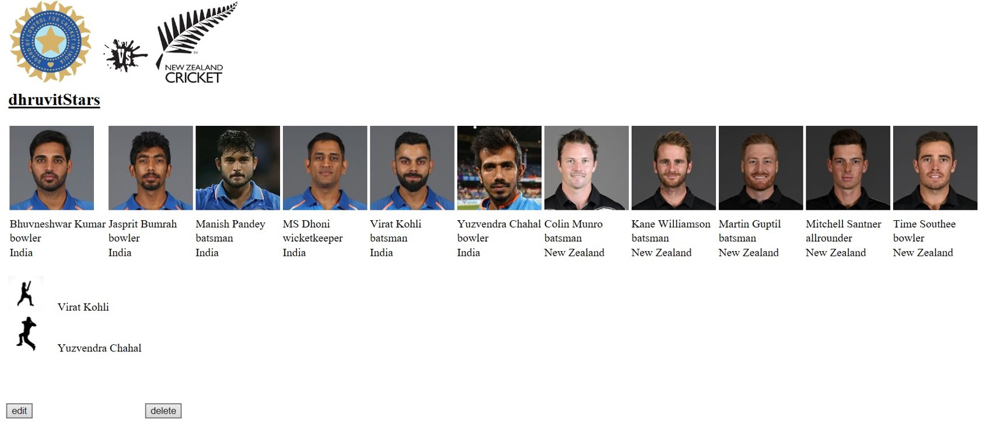 BOARD OF CONTROL FOR CRICKET IN INDIA
VS
SM
NEW ZEALAND
CRICKET
dhruvitStars
Bhuvneshwar Kumar Jasprit Bumrah Manish Pandey MS Dhoni Virat Kohli Yuzvendra Chahal Colin Munro Kane Williamson Martin Guptil Mitchell Santner Time Southee
bowler bowler batsman wicketkeeper batsman bowler batsman batsman batsman allrounder bowler
India India India India India India New Zealand New Zealand New Zealand New Zealand New Zealand
Virat Kohli
Yuzvendra Chahal
edit delete